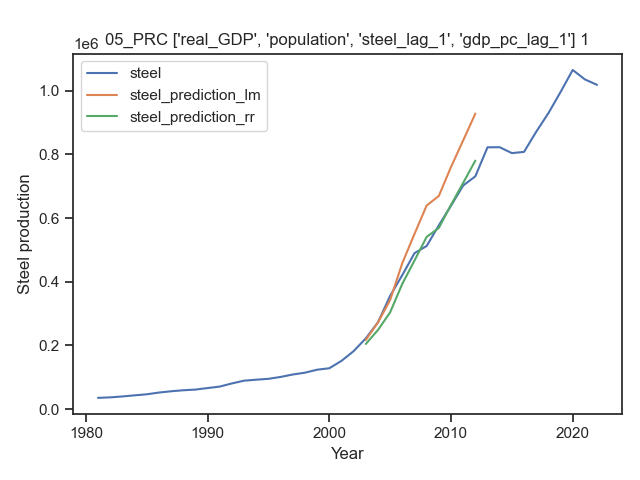 05_PRC ['real_GDP', 'population', 'steel_lag_1', 'gdp_pc_lag_1'] 1
1e6
steel
steel_prediction_lm
steel_prediction_rr
1.0
0.8
0.6
0.4
0.2
0.0
Steel production
1980 1990 2000 2010 2020
Year